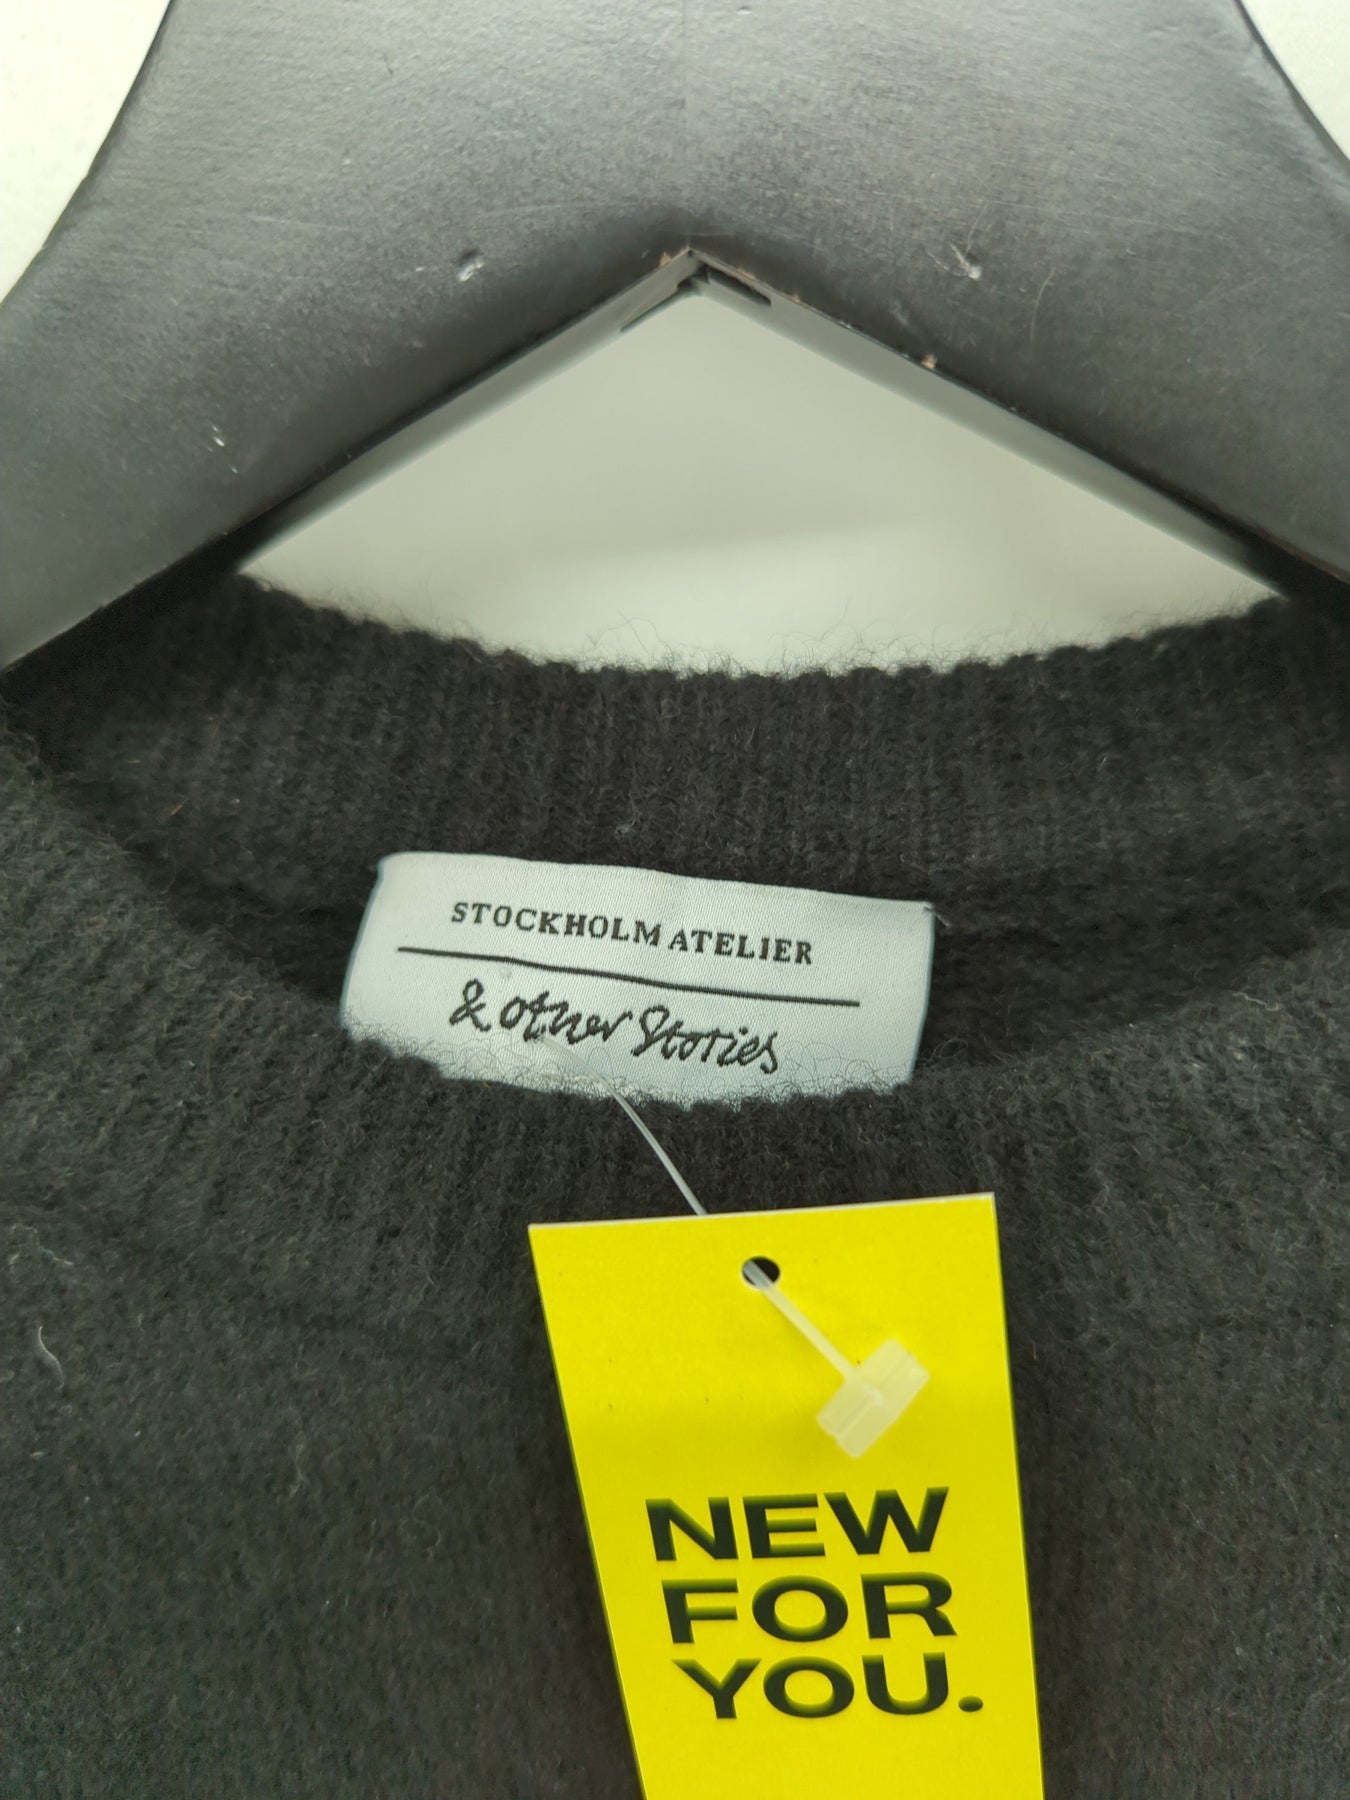 STOCKHOLM ATELIER
& other Stories
NEW
FOR
YOU.